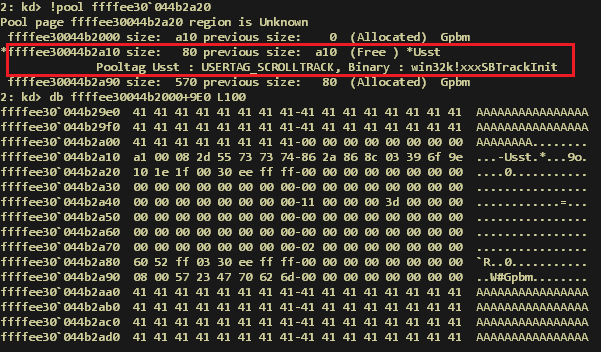 2: kd> !pool ffffee30`044b2a20
Pool page ffffee30044b2a20 region is Unknown
 ffffee30044b2000 size:  a10 previous size:    0  (Allocated)  Gpbm
*ffffee30044b2a10 size:   80 previous size:  a10  (Free ) *Usst
            Pooltag Usst : USERTAG_SCROLLTRACK, Binary : win32k!xxxSBTrackInit
 ffffee30044b2a90 size:  570 previous size:   80  (Allocated)  Gpbm
2: kd> db ffffee30044b2000+9E0 L100
ffffee30`044b29e0  41 41 41 41 41 41 41 41-41 41 41 41 41 41 41 41  AAAAAAAAAAAAAAAA
ffffee30`044b29f0  41 41 41 41 41 41 41 41-41 41 41 41 41 41 41 41  AAAAAAAAAAAAAAAA
ffffee30`044b2a00  41 41 41 41 41 41 41 41-00 00 00 00 00 00 00 00  AAAAAAAA........
ffffee30`044b2a10  a1 00 08 2d 55 73 73 74-86 2a 86 8c 03 39 6f 9e  ...-Usst.*...9o.
ffffee30`044b2a20  10 1e 1f 00 30 ee ff ff-00 00 00 00 00 00 00 00  ....0...........
ffffee30`044b2a30  00 00 00 00 00 00 00 00-00 00 00 00 00 00 00 00  ................
ffffee30`044b2a40  00 00 00 00 00 00 00 00-11 00 00 00 3d 00 00 00  ............=...
ffffee30`044b2a50  00 00 00 00 00 00 00 00-00 00 00 00 00 00 00 00  ................
ffffee30`044b2a60  00 00 00 00 00 00 00 00-00 00 00 00 00 00 00 00  ................
ffffee30`044b2a70  00 00 00 00 00 00 00 00-02 00 00 00 00 00 00 00  ................
ffffee30`044b2a80  60 52 ff 03 30 ee ff ff-00 00 00 00 00 00 00 00  `R..0...........
ffffee30`044b2a90  08 00 57 23 47 70 62 6d-00 00 00 00 00 00 00 00  ..W#Gpbm........
ffffee30`044b2aa0  41 41 41 41 41 41 41 41-41 41 41 41 41 41 41 41  AAAAAAAAAAAAAAAA
ffffee30`044b2ab0  41 41 41 41 41 41 41 41-41 41 41 41 41 41 41 41  AAAAAAAAAAAAAAAA
ffffee30`044b2ac0  41 41 41 41 41 41 41 41-41 41 41 41 41 41 41 41  AAAAAAAAAAAAAAAA
ffffee30`044b2ad0  41 41 41 41 41 41 41 41-41 41 41 41 41 41 41 41  AAAAAAAAAAAAAAAA